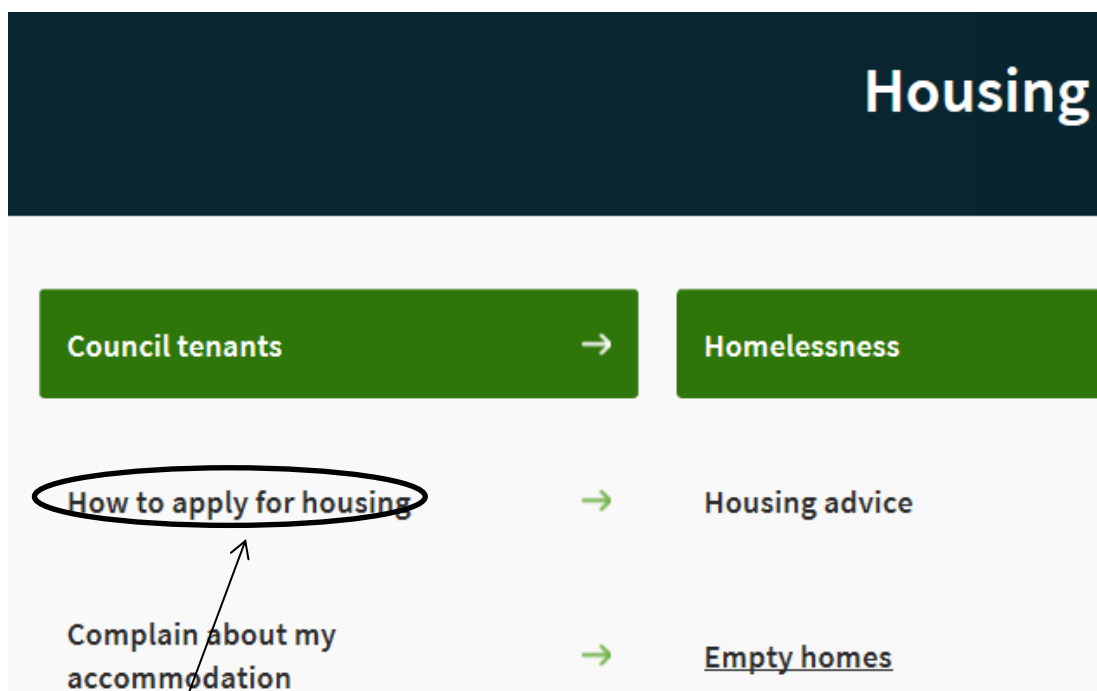 Housing
Council tenants
Homelessness
How to apply for housing
Housing advice
Complain about my
accommodation
Empty homes